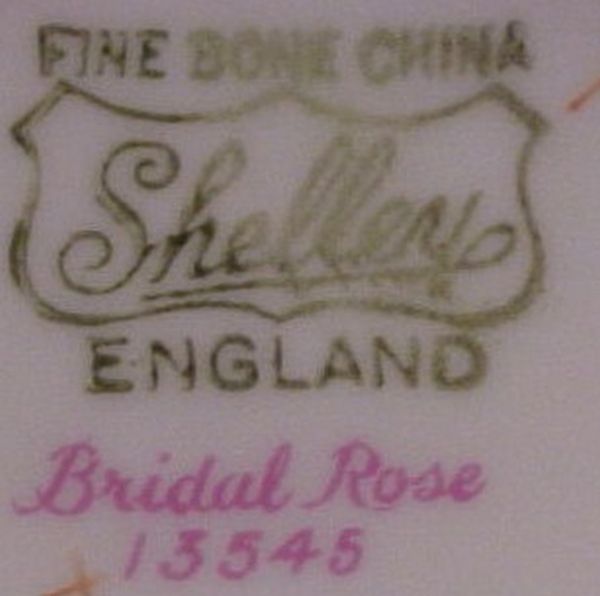 FINE BONE CHINA
Shelley
ENGLAND
Bridal Rose
13545